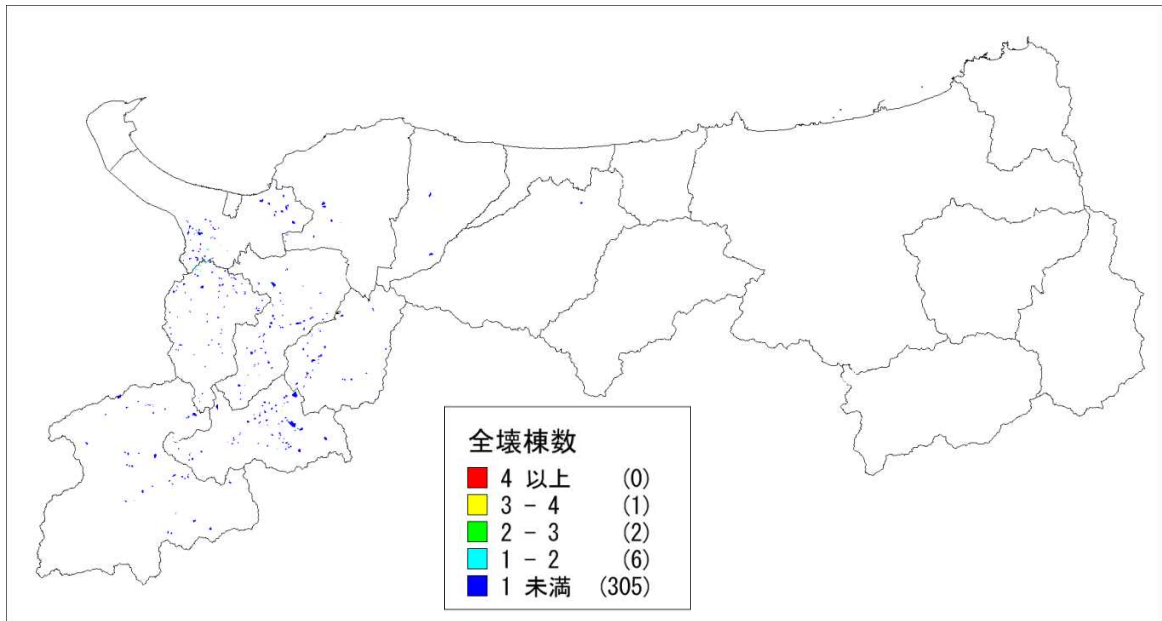 全壊棟数
4 以上 (0)
3 - 4 (1)
2 - 3 (2)
1 - 2 (6)
1 未満 (305)